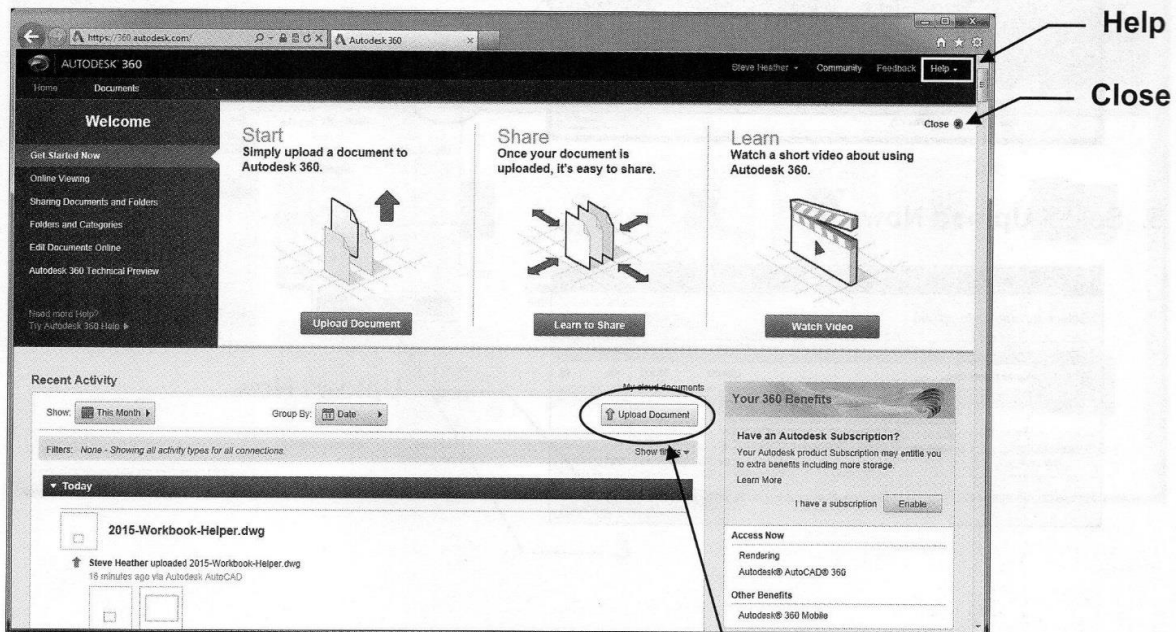 Help
Close
https://360.autodesk.com/
Autodesk 360
AUTODESK 360
Steve Heather
Community
Feedback
Help
Home
Documents
Welcome
Get Started Now
Online Viewing
Sharing Documents and Folders
Folders and Categories
Edit Documents Online
Autodesk 360 Technical Preview
Need more Help?
Try Autodesk 360 Help
Close
Start
Simply upload a document to
Autodesk 360.
Upload Document
Share
Once your document is
uploaded, it's easy to share.
Learn to Share
Learn
Watch a short video about using
Autodesk 360.
Watch Video
Recent Activity
My cloud documents
Show: This Month
Group By: Date
Upload Document
Filters: None - Showing all activity types for all connections.
Show filters
Today
2015-Workbook-Helper.dwg
Steve Heather uploaded 2015-Workbook-Helper.dwg
16 minutes ago via Autodesk AutoCAD
Your 360 Benefits
Have an Autodesk Subscription?
Your Autodesk product Subscription may entitle you
to extra benefits including more storage.
Learn More
I have a subscription
Enable
Access Now
Rendering
Autodesk® AutoCAD® 360
Other Benefits
Autodesk® 360 Mobile